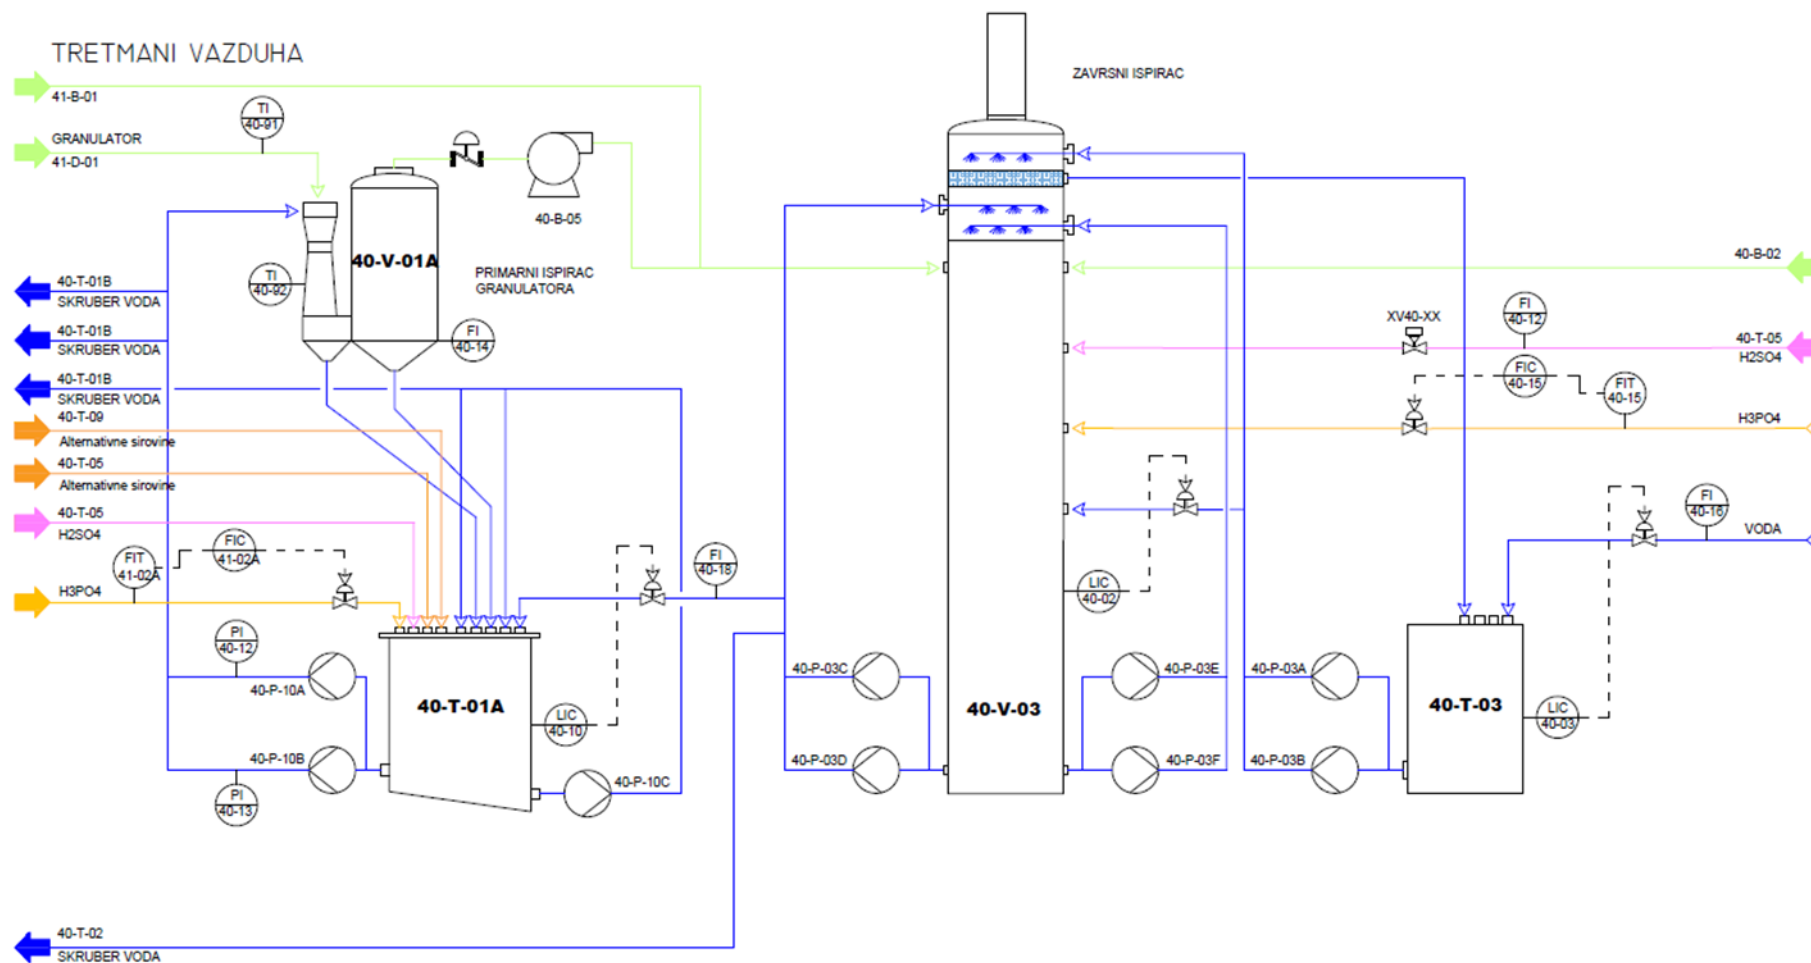 TRETMANI VAZDUHA
41-B-01
GRANULATOR
41-D-01
TI
40-91
40-B-05
40-V-01A
PRIMARNI ISPIRAC
GRANULATORA
TI
40-92
FI
40-14
40-T-01B
SKRUBER VODA
40-T-01B
SKRUBER VODA
40-T-01B
SKRUBER VODA
40-T-09
Alternativne sirovine
40-T-05
Alternativne sirovine
40-T-05
H2SO4
FIT
41-02A
FIC
41-02A
H3PO4
PI
40-12
40-P-10A
40-P-10B
PI
40-13
40-T-01A
LIC
40-10
40-P-10C
FI
40-18
40-T-02
SKRUBER VODA
ZAVRSNI ISPIRAC
40-V-03
40-P-03C
40-P-03D
40-P-03E
40-P-03F
LIC
40-02
40-P-03A
40-P-03B
40-T-03
LIC
40-03
40-B-02
XV40-XX
FI
40-12
40-T-05
H2SO4
FIC
40-15
FIT
40-15
H3PO4
FI
40-16
VODA